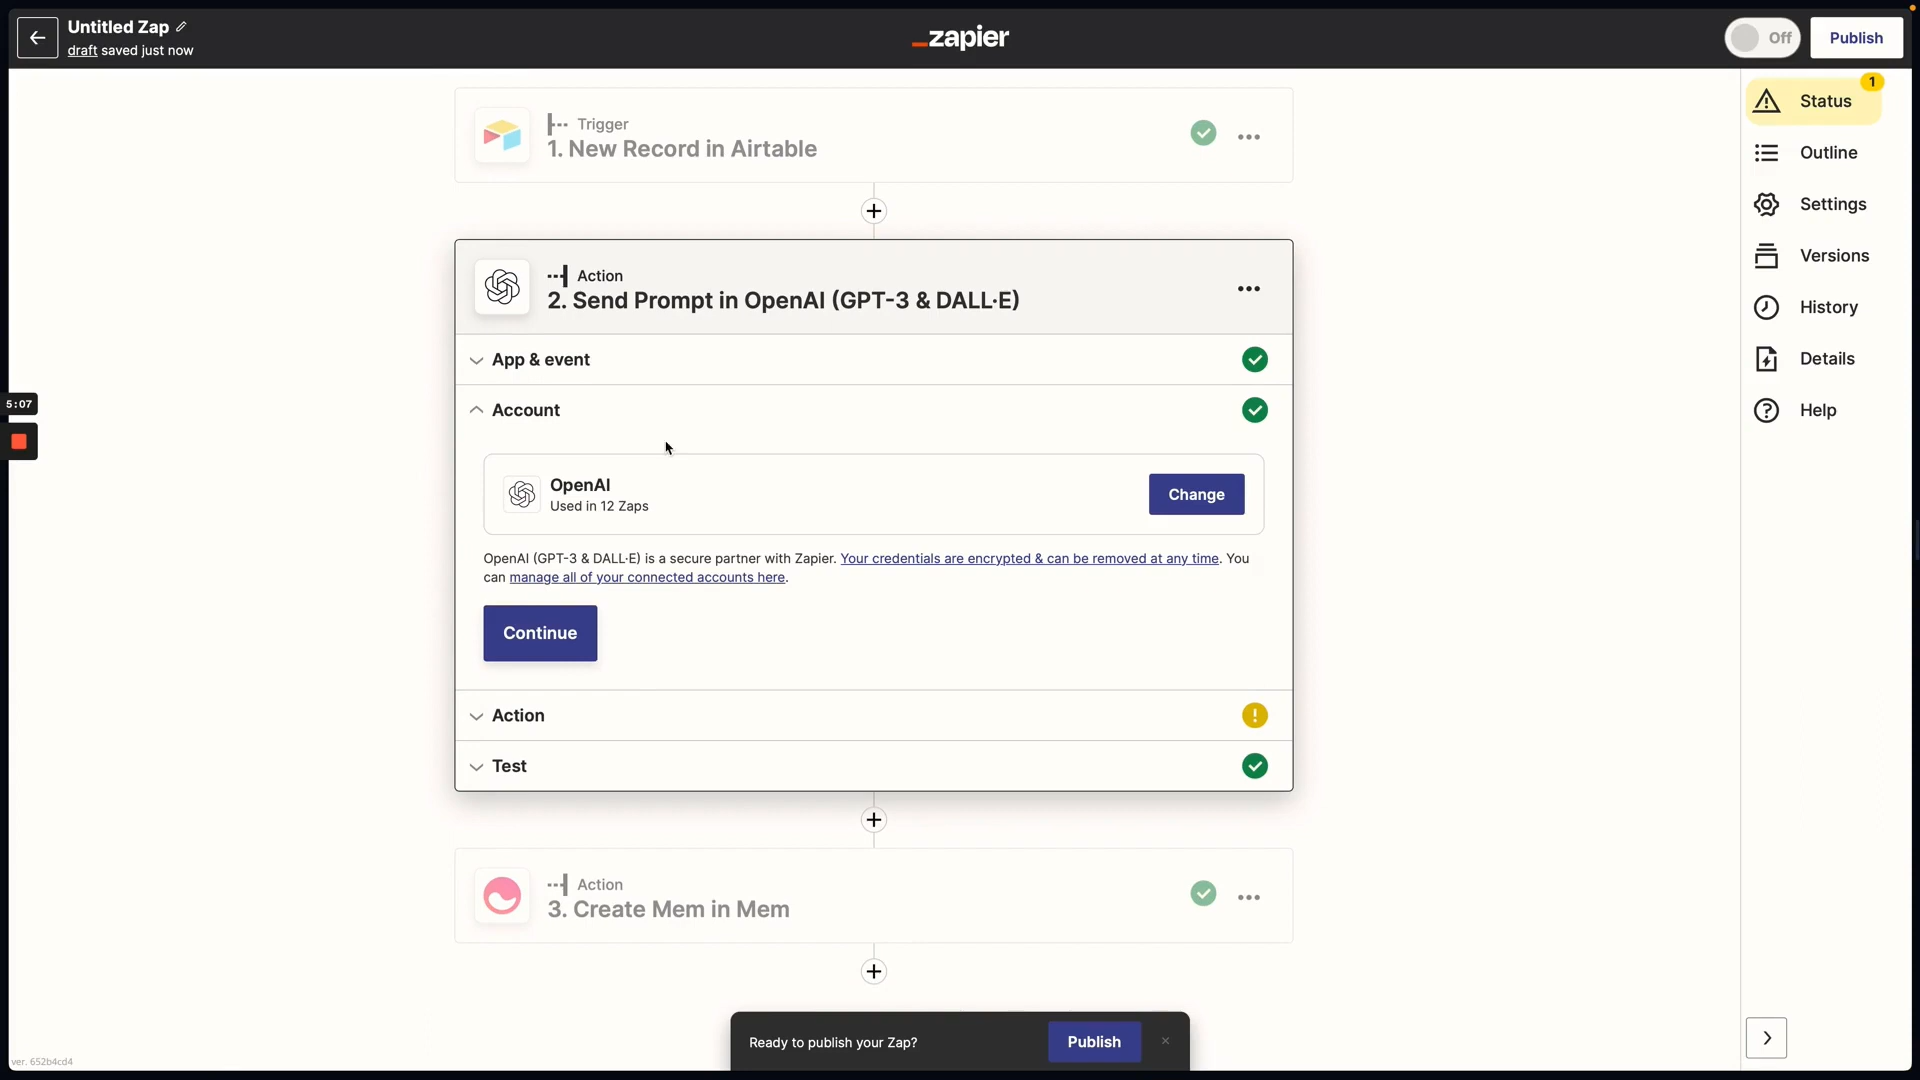 Untitled Zap
draft saved just now
zapier
Off
Publish
Trigger
1. New Record in Airtable
1
Status
Outline
Settings
Versions
History
Details
Help
Action
2. Send Prompt in OpenAI (GPT-3 & DALL·E)
App & event
5:07
Account
OpenAI
Used in 12 Zaps
Change
OpenAI (GPT-3 & DALL·E) is a secure partner with Zapier. Your credentials are encrypted & can be removed at any time. You
can manage all of your connected accounts here.
Continue
Action
Test
Action
3. Create Mem in Mem
Ready to publish your Zap?
Publish
ver. 652b4cd4